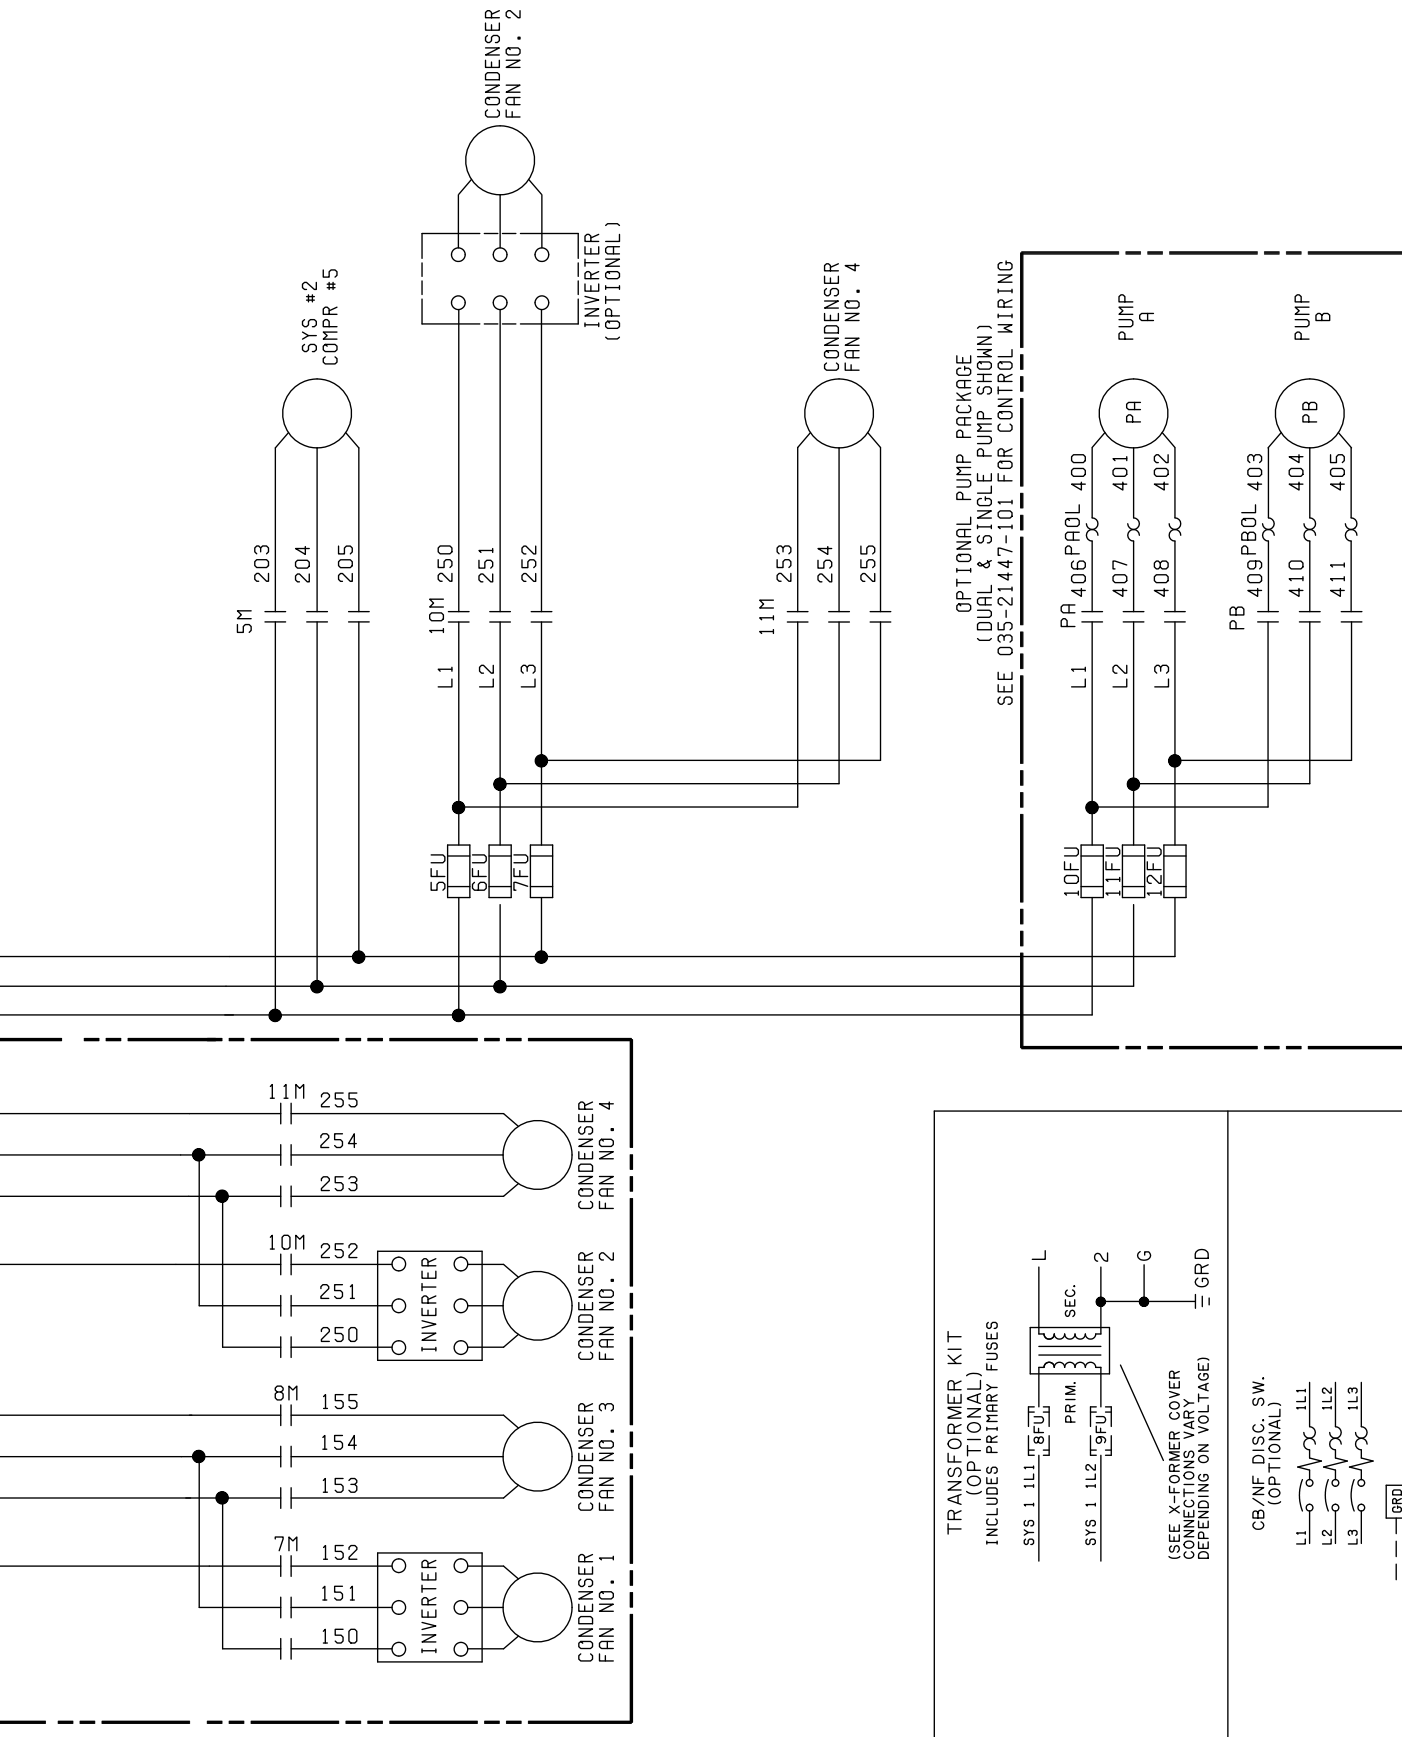 CONDENSER
FAN NO. 2
INVERTER
(OPTIONAL)
SYS #2
COMPR #5
CONDENSER
FAN NO. 4
5M
203
204
205
10M
250
251
252
L1
L2
L3
11M
253
254
255
5FU
6FU
7FU
OPTIONAL PUMP PACKAGE
(DUAL & SINGLE PUMP SHOWN)
SEE 035-21447-101 FOR CONTROL WIRING
PUMP
A
PUMP
B
PA
PB
400
401
402
403
404
405
PAOL
PBOL
PA
406
407
408
PB
409
410
411
L1
L2
L3
10FU
11FU
12FU
11M
255
254
253
CONDENSER
FAN NO. 4
10M
252
251
250
INVERTER
CONDENSER
FAN NO. 2
8M
155
154
153
CONDENSER
FAN NO. 3
7M
152
151
150
INVERTER
CONDENSER
FAN NO. 1
TRANSFORMER KIT
(OPTIONAL)
INCLUDES PRIMARY FUSES
L
2
G
GRD
SEC.
PRIM.
8FU
9FU
SYS 1 1L1
SYS 1 1L2
(SEE X-FORMER COVER
CONNECTIONS VARY
DEPENDING ON VOLTAGE)
CB/NF DISC. SW.
(OPTIONAL)
1L1
1L2
1L3
L1
L2
L3
GRD